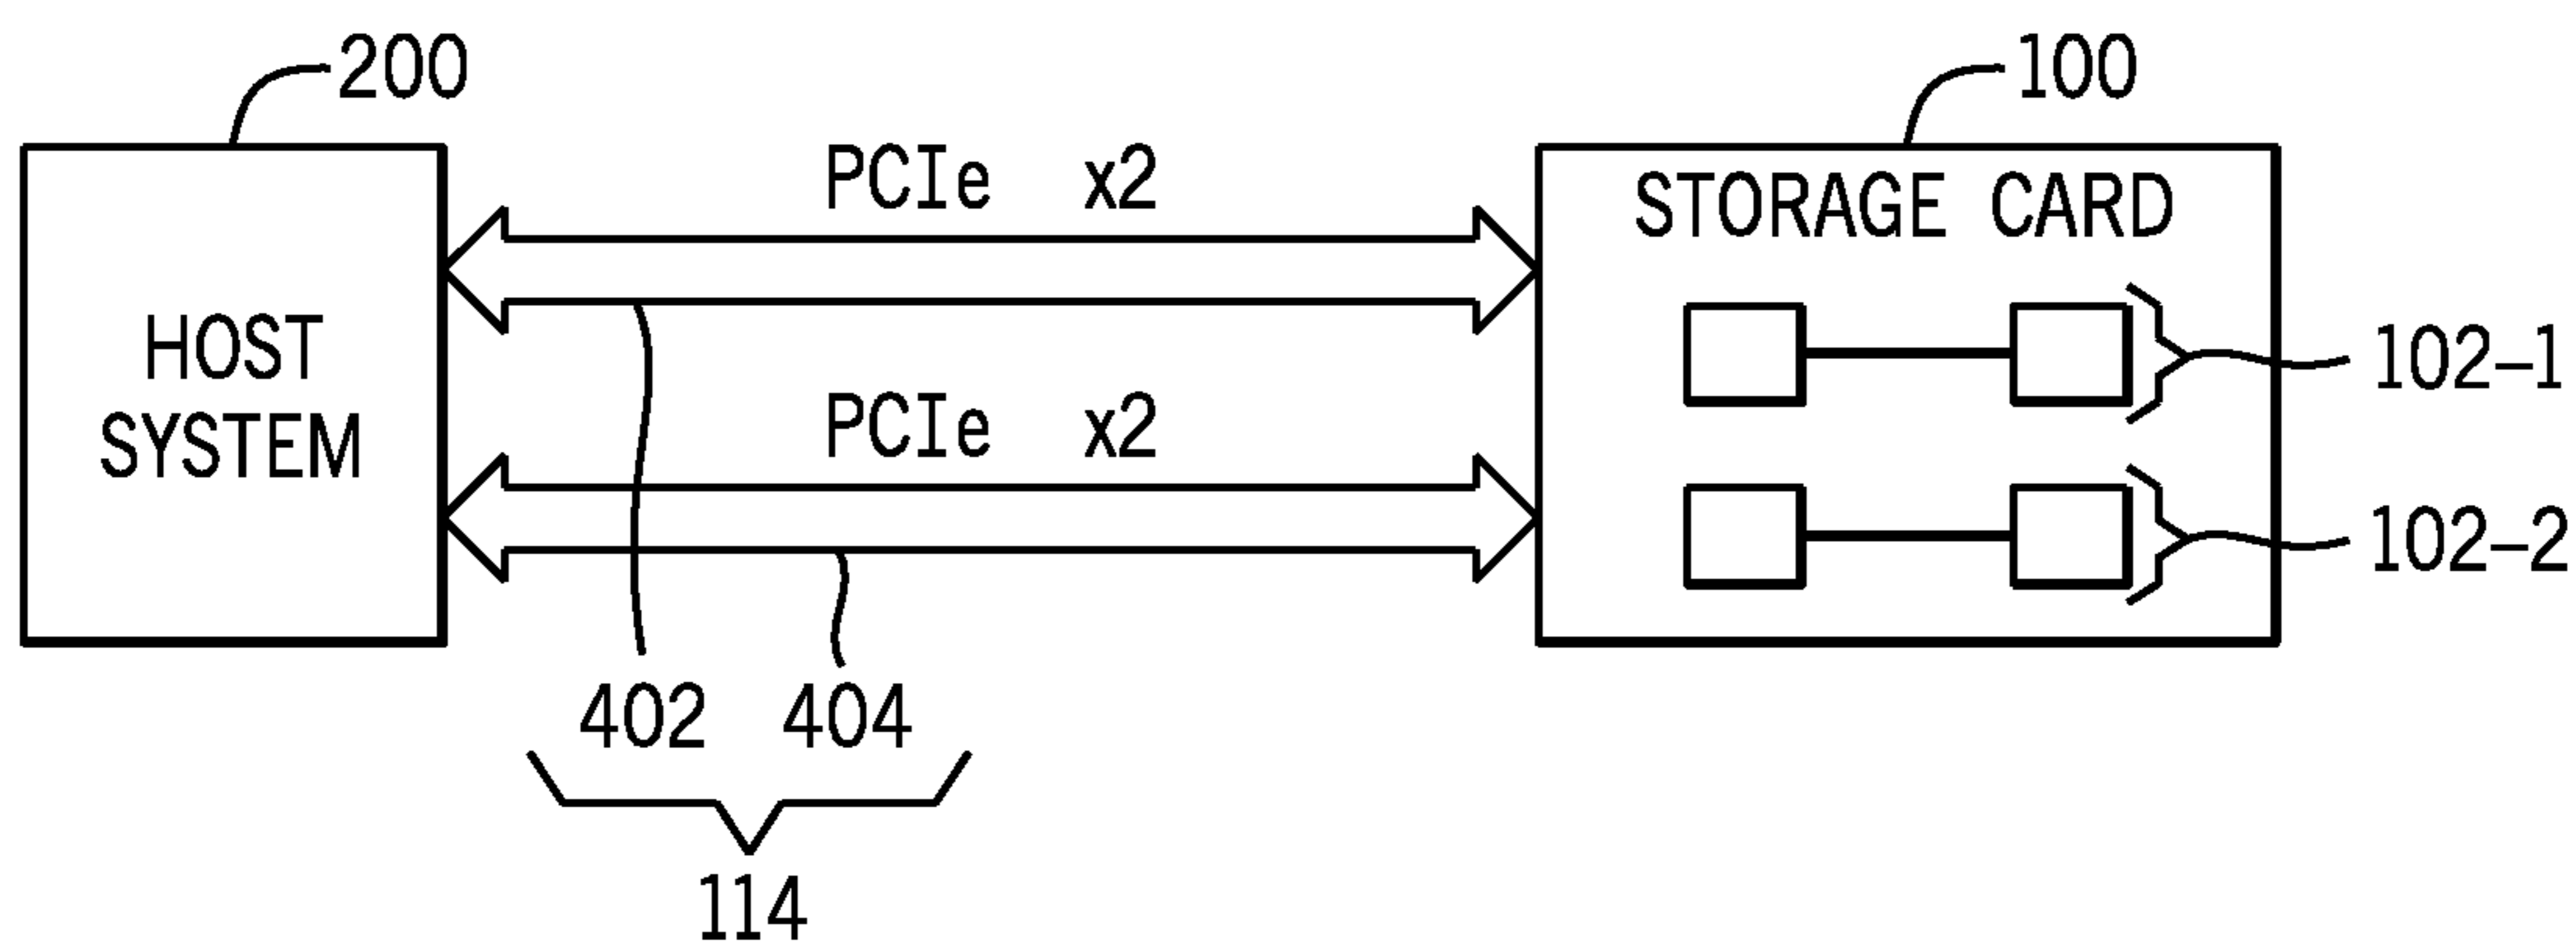 200
100
PCIe x2
STORAGE CARD
HOST
SYSTEM
102-1
PCIe x2
102-2
402
404
114